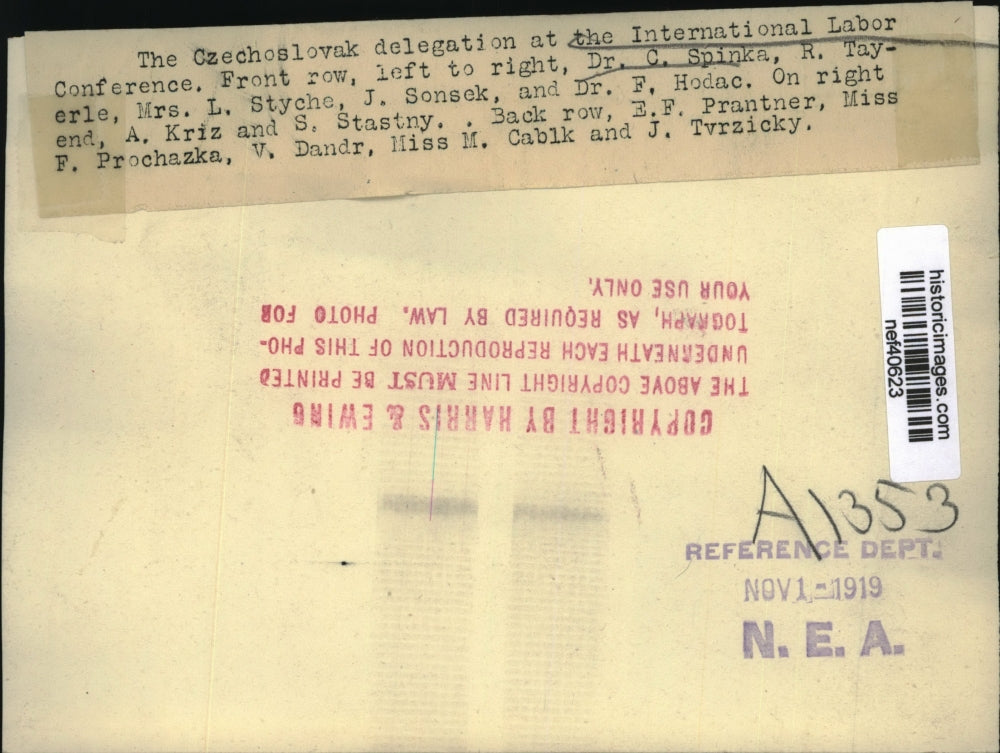 The Czechoslovak delegation at the International Labor
Conference. Front row, left to right, Dr. C. Spinka, R. Tay-
erle, Mrs. L. Styche, J. Sonsek, and Dr. F. Hodac. On right
end, A. Kriz and S. Stastny. . Back row, E.F. Prantner, Miss
F. Prochazka, V. Dandr, Miss M. Cablk and J. Tvrzicky.
COPYRIGHT BY HARRIS & EWING
THE ABOVE COPYRIGHT LINE MUST BE PRINTED
UNDERNEATH EACH REPRODUCTION OF THIS PHO-
TOGRAPH, AS REQUIRED BY LAW. PHOTO FOR
YOUR USE ONLY.
historicimages.com
nef40623
A1353
REFERENCE DEPT.
NOV 1-1919
N. E. A.